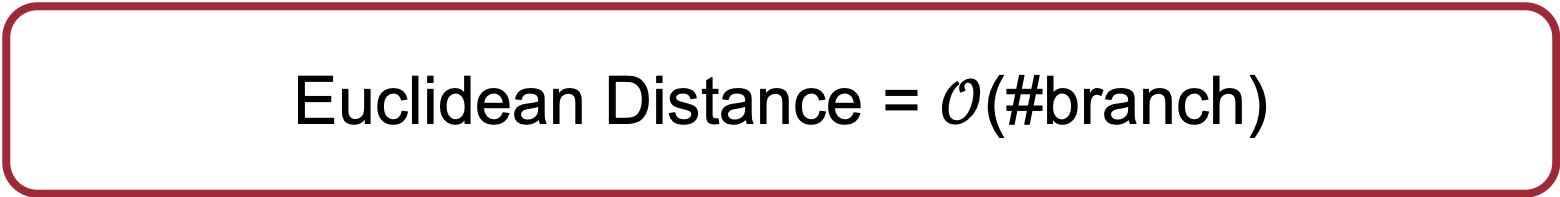 Euclidean Distance = 𝒪(#branch)